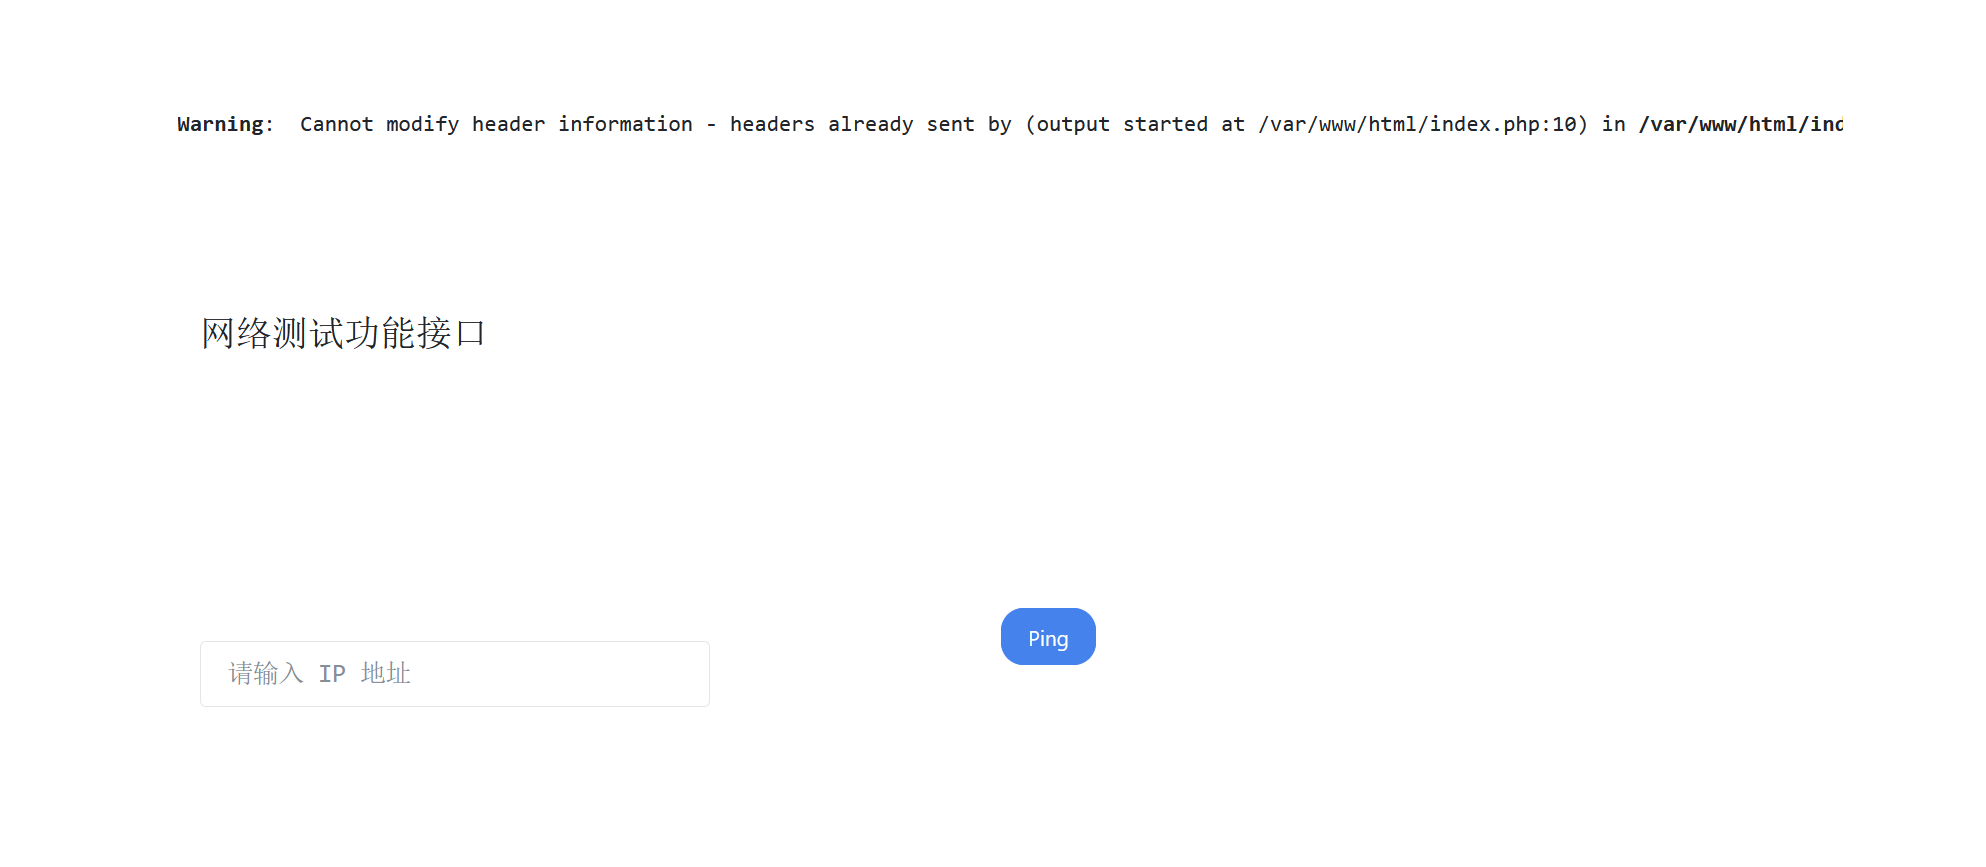 Warning:  Cannot modify header information - headers already sent by (output started at /var/www/html/index.php:10) in /var/www/html/ind
网络测试功能接口
Ping
请输入 IP 地址